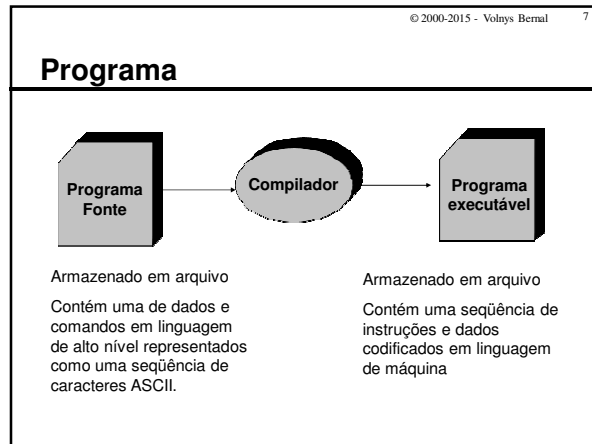 © 2000-2015 - Volnys Bernal 7
Programa
Programa
Fonte
Compilador
Programa
executável
Armazenado em arquivo
Contém uma de dados e
comandos em linguagem
de alto nível representados
como uma seqüência de
caracteres ASCII.
Armazenado em arquivo
Contém uma seqüência de
instruções e dados
codificados em linguagem
de máquina